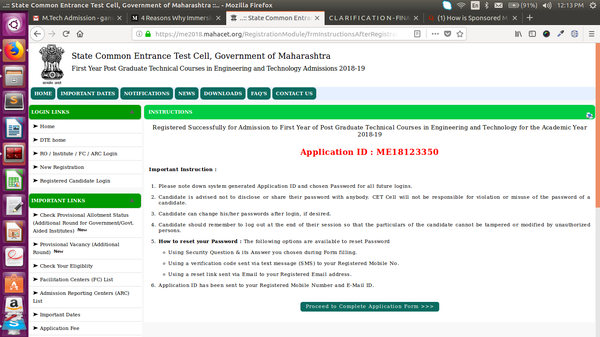 ..:: State Common Entrance Test Cell, Government of Maharashtra ::.. - Mozilla Firefox
En
(91%)
12:13 PM
M.Tech Admission - gan
4 Reasons Why Immersi
..:: State Common Entran
C L A R I F I C A T I O N - FINA
(1) How is Sponsored M
https://me2018.mahacet.org/RegistrationModule/frmInstructionsAfterRegistra
State Common Entrance Test Cell, Government of Maharashtra
First Year Post Graduate Technical Courses in Engineering and Technology Admissions 2018-19
HOME
IMPORTANT DATES
NOTIFICATIONS
NEWS
DOWNLOADS
FAQ'S
CONTACT US
LOGIN LINKS
Home
DTE home
RO / Institute / FC / ARC Login
New Registration
Registered Candidate Login
IMPORTANT LINKS
Check Provisional Allotment Status
(Additional Round for Government/Govt.
Aided Institutes) New
Provisional Vacancy (Additional
Round) New
Check Your Eligiblity
Facilitation Centers (FC) List
Admission Reporting Centers (ARC)
List
Important Dates
Application Fee
INSTRUCTIONS
Registered Successfully for Admission to First Year of Post Graduate Technical Courses in Engineering and Technology for the Academic Year
2018-19
Application ID : ME18123350
Important Instruction :
1. Please note down system generated Application ID and chosen Password for all future logins.
2. Candidate is advised not to disclose or share their password with anybody. CET Cell will not be responsible for violation or misuse of the password of a
candidate.
3. Candidate can change his/her passwords after login, if desired.
4. Candidate should remember to log out at the end of their session so that the particulars of the candidate cannot be tampered or modified by unauthorized
persons.
5. How to reset your Password : The following options are available to reset Password
Using Security Question & its Answer you chosen during Form filling.
Using a verification code sent via text message (SMS) to your Registered Mobile No.
Using a reset link sent via Email to your Registered Email address.
6. Application ID has been sent to your Registered Mobile Number and E-Mail ID.
Proceed to Complete Application Form >>>